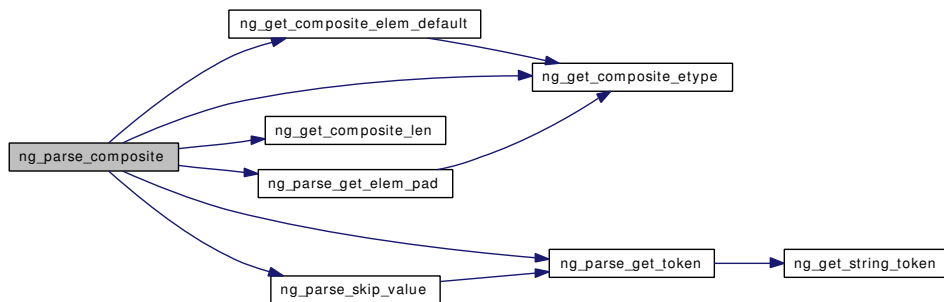 ng_get_composite_elem_default
ng_get_composite_etype
ng_get_composite_len
ng_parse_composite
ng_parse_get_elem_pad
ng_parse_get_token
ng_get_string_token
ng_parse_skip_value